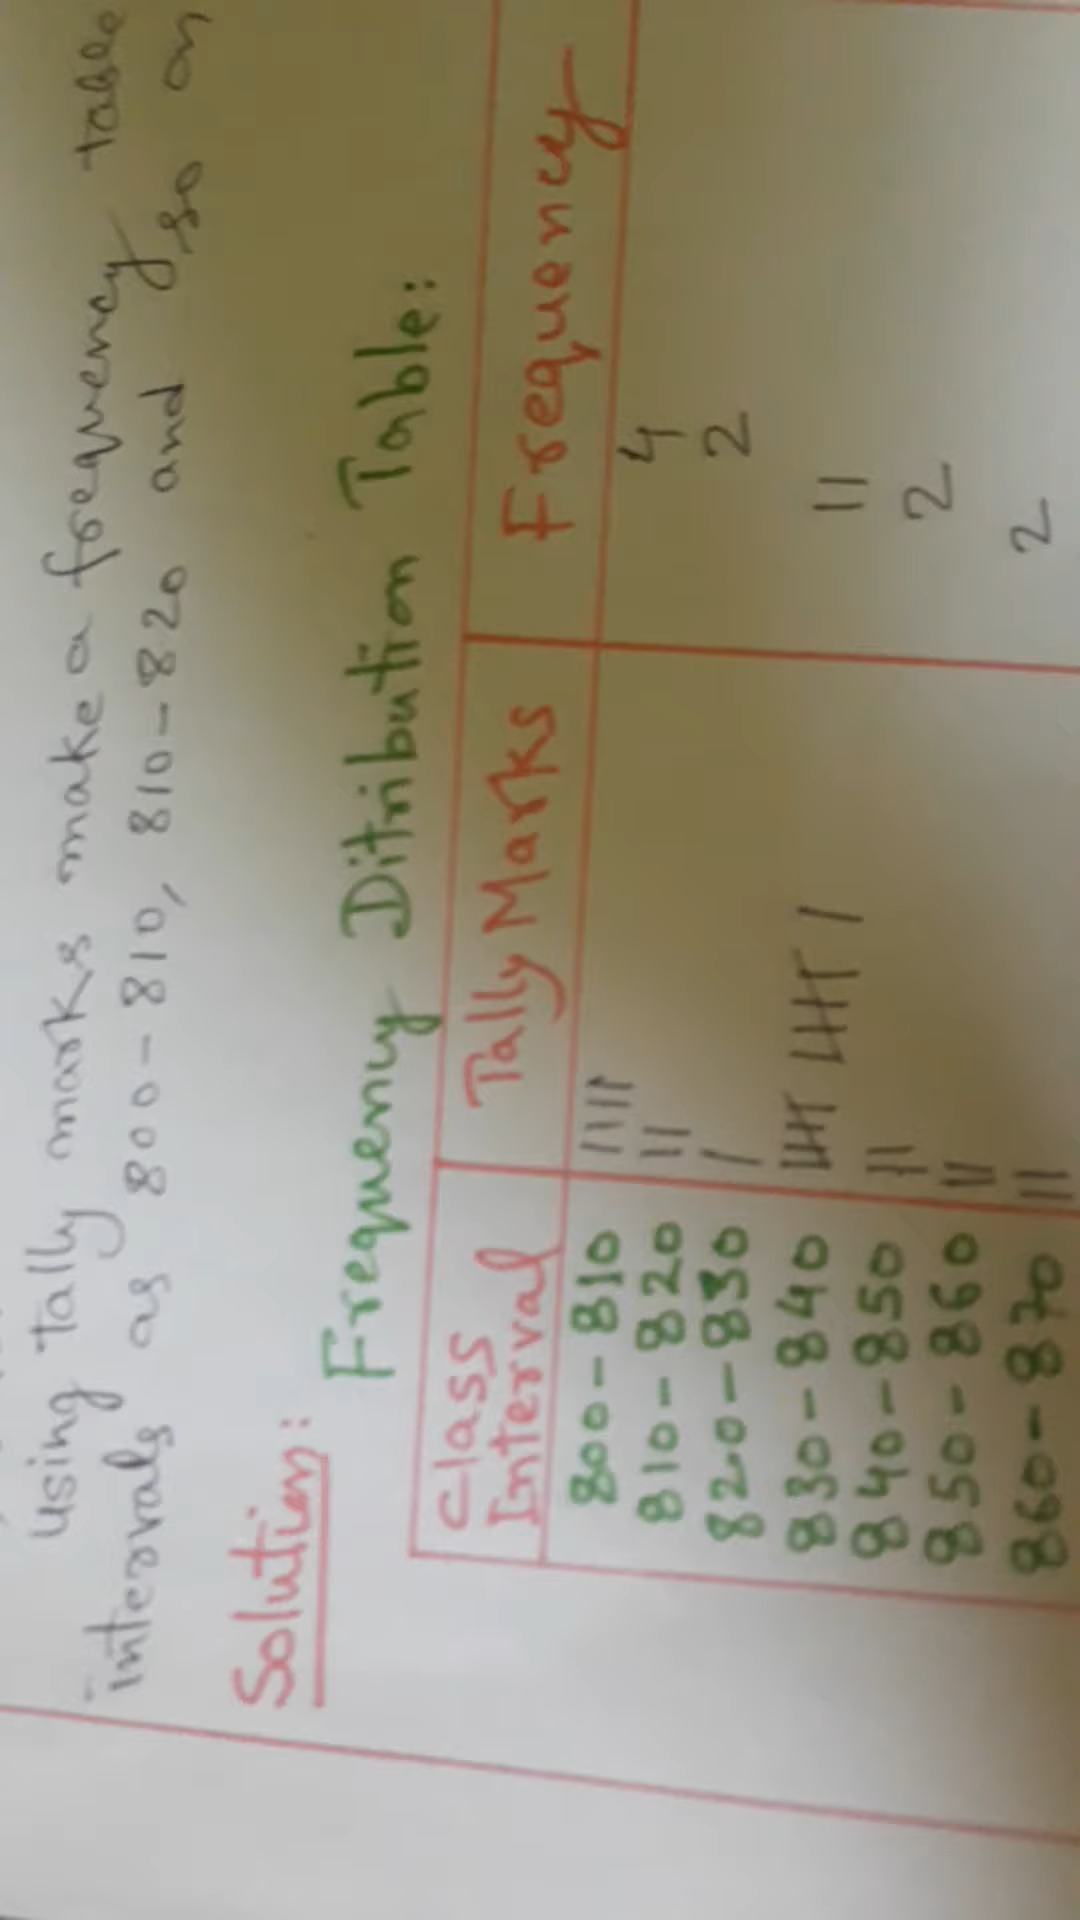 using tally marks make a frequency table
intervals as 800-810, 810-820 and so on
Solution:
Frequency Ditribution Table:
Class Interval Tally Marks Frequency
800-810 |||| 4
810-820 || 2
820-830 |
830-840 𝍸 𝍸 | 11
840-850 || 2
850-860 || 2
860-870 ||